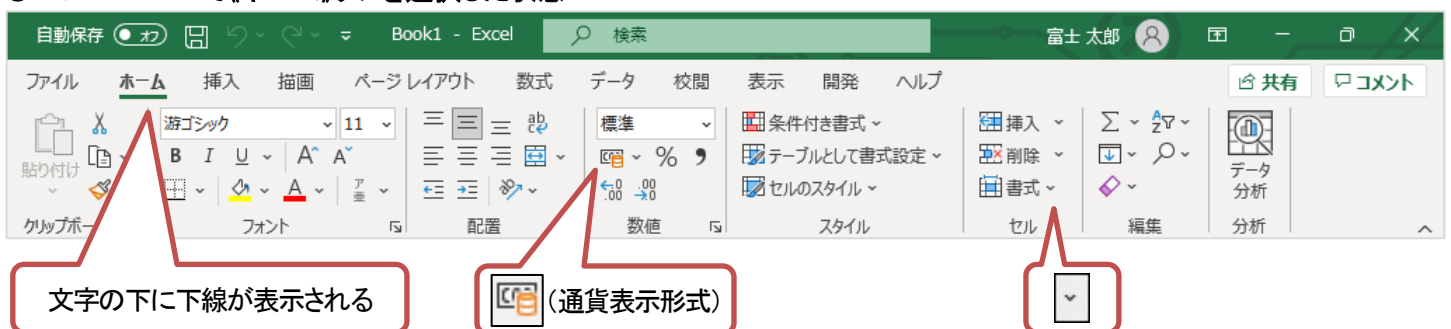 自動保存 オフ Book1 - Excel 検索 富士 太郎
ファイル ホーム 挿入 描画 ページ レイアウト 数式 データ 校閲 表示 開発 ヘルプ 共有 コメント
游ゴシック 11 標準 条件付き書式 挿入 Σ
貼り付け B I U A A % テーブルとして書式設定 削除 データ
A セルのスタイル 書式 分析
クリップボー フォント 配置 数値 スタイル セル 編集 分析
文字の下に下線が表示される (通貨表示形式)